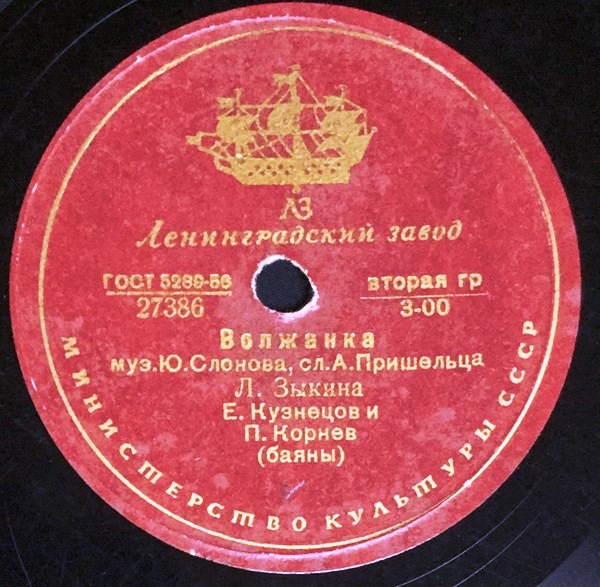 ЛЗ
Ленинградский завод
ГОСТ 5289-56
27386
вторая гр
3-00
Волжанка
муз.Ю.Слонова, сл.А.Пришельца
Л. Зыкина
Е. Кузнецов и
П. Корнев
(баяны)
МИНИСТЕРСТВО КУЛЬТУРЫ СССР